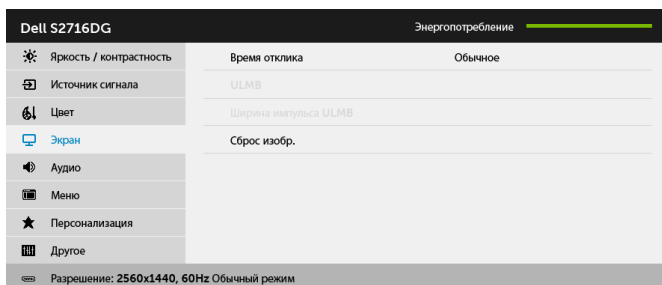 Dell S2716DG
Энергопотребление
Яркость / контрастность
Время отклика Обычное
Источник сигнала
ULMB
Цвет
Ширина импульса ULMB
Экран
Сброс изобр.
Аудио
Меню
Персонализация
Другое
Разрешение: 2560x1440, 60Hz Обычный режим